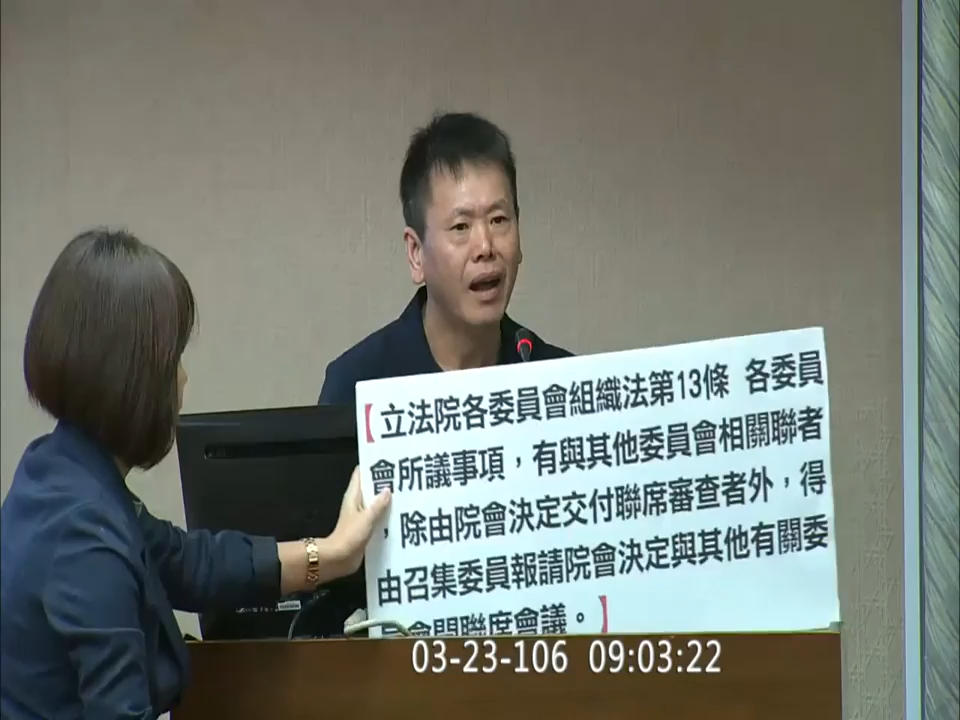 【立法院各委員會組織法第13條 各委員
會所議事項，有與其他委員會相關聯者
，除由院會決定交付聯席審查者外，得
由召集委員報請院會決定與其他有關委
員會開聯席會議。】
03-23-106 09:03:22